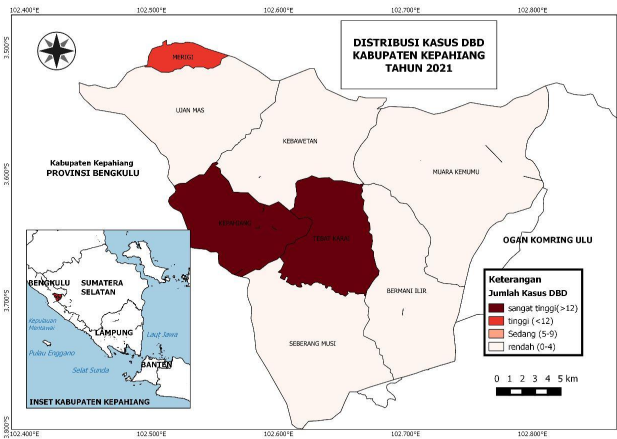 102.400°E 102.500°E 102.600°E 102.700°E 102.800°E
3.500°S
3.600°S
3.700°S
3.800°S
DISTRIBUSI KASUS DBD
KABUPATEN KEPAHIANG
TAHUN 2021
MERIGI
UJAN MAS
KEBAWETAN
MUARA KEMUMU
Kabupaten Kepahiang
PROVINSI BENGKULU
KEPAHIANG
TEBAT KARAI
OGAN KOMRING ULU
BERMANI ILIR
SEBERANG MUSI
Keterangan
Jumlah Kasus DBD
sangat tinggi(>12)
tinggi (<12)
Sedang (5-9)
rendah (0-4)
0 1 2 3 4 5 km
BENGKULU
SUMATERA
SELATAN
Kepulauan
Mentawai
LAMPUNG
Laut Jawa
Pulau Enggano
Selat Sunda
BANTEN
INSET KABUPATEN KEPAHIANG
102.400°E 102.500°E 102.600°E 102.700°E 102.800°E